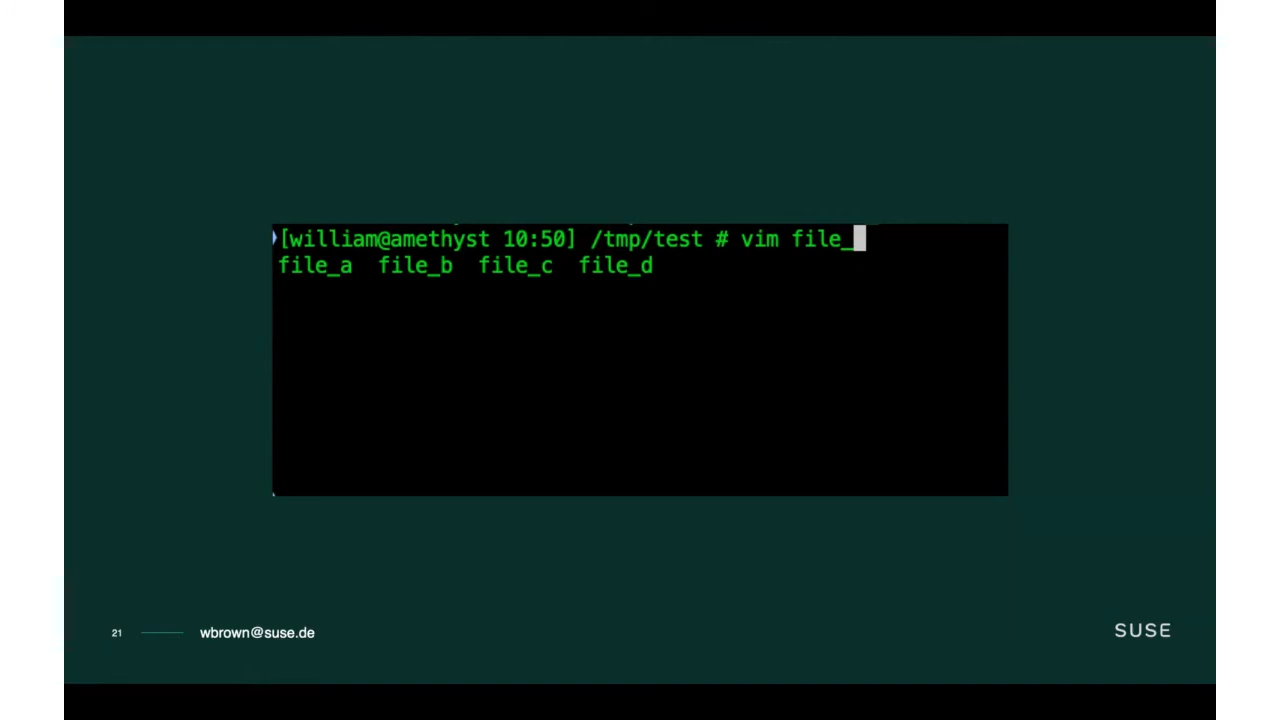 [william@amethyst 10:50] /tmp/test # vim file_
file_a  file_b  file_c  file_d
21
wbrown@suse.de
SUSE